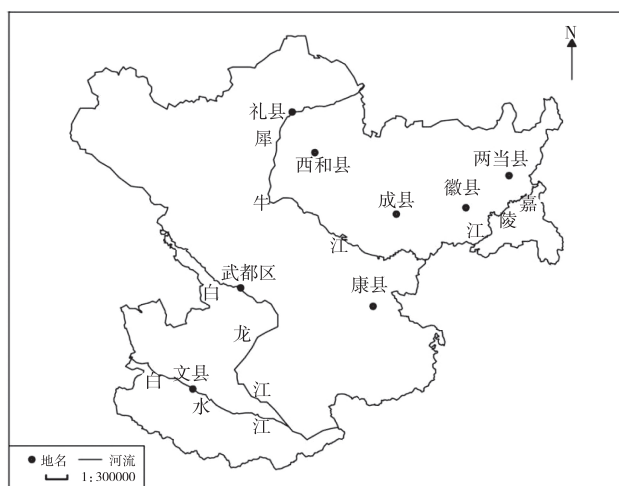 N
礼县
犀
西和县
两当县
徽县
嘉
成县
牛
陵
江
江
武都区
白
康县
龙
文县
白
江
水
江
地名 河流
1:300000